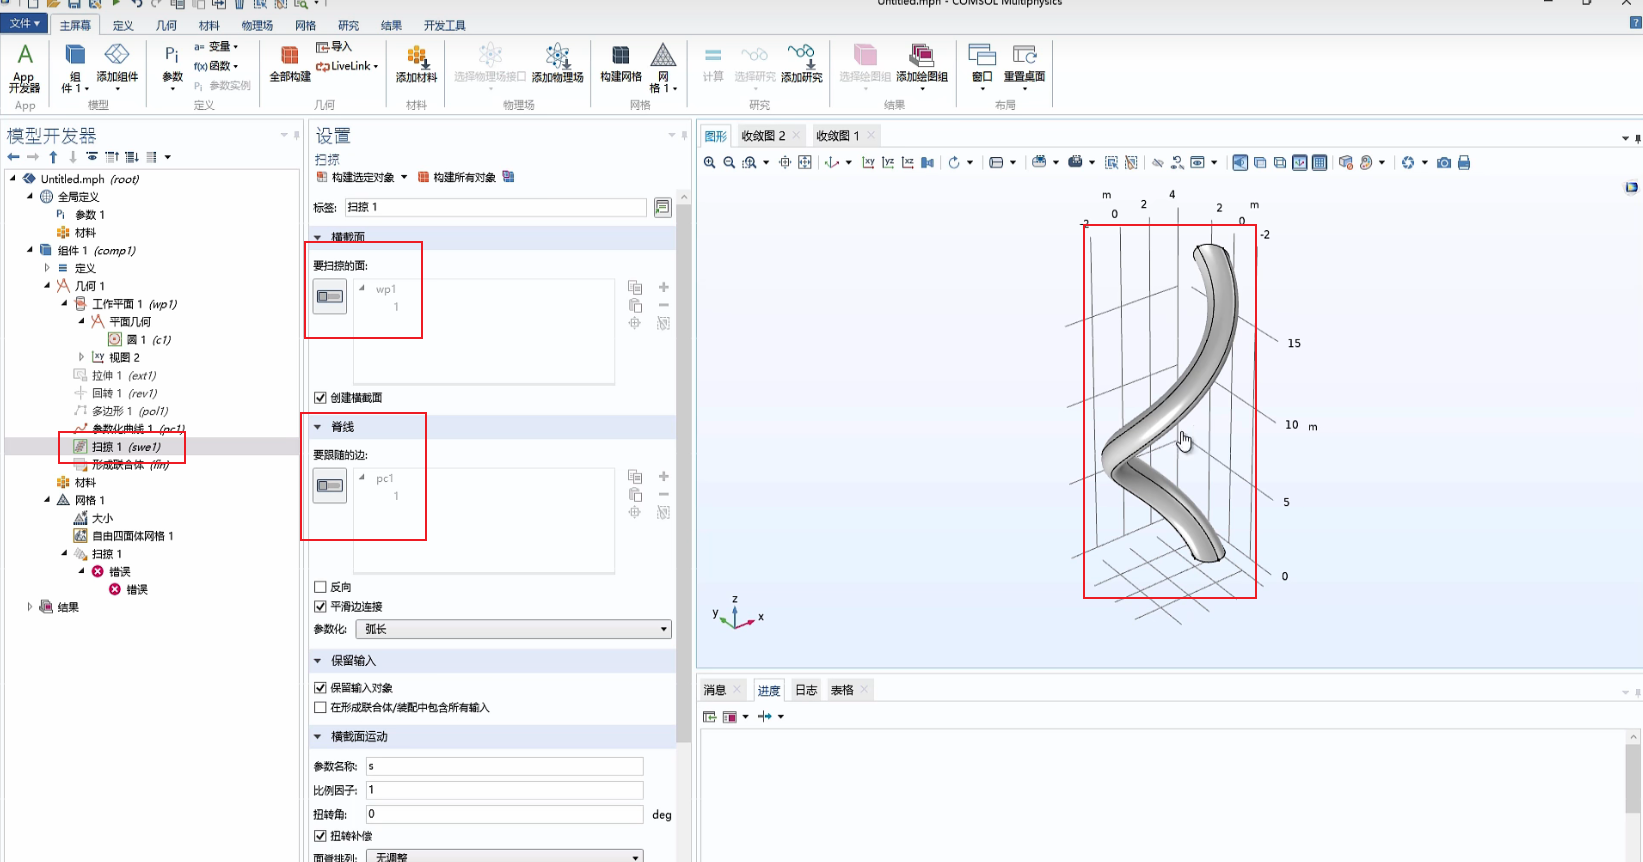 Untitled.mph - COMSOL Multiphysics
文件 主屏幕 定义 几何 材料 物理场 网格 研究 结果 开发工具
App
开发器
App
组
件 1
添加组件
模型
Pi
参数
a= 变量
f(x) 函数
Pi 参数实例
定义
全部构建
导入
LiveLink
几何
添加材料
材料
选择物理场接口
添加物理场
物理场
构建网格
网
格 1
网格
计算
选择研究
添加研究
研究
选择绘图组
添加绘图组
结果
窗口
重置桌面
布局
模型开发器
Untitled.mph (root)
全局定义
Pi 参数 1
材料
组件 1 (comp1)
定义
几何 1
工作平面 1 (wp1)
平面几何
圆 1 (c1)
xy 视图 2
拉伸 1 (ext1)
回转 1 (rev1)
多边形 1 (pol1)
参数化曲线 1 (pc1)
扫掠 1 (swe1)
形成联合体 (fin)
材料
网格 1
大小
自由四面体网格 1
扫掠 1
错误
错误
结果
设置
扫掠
构建选定对象 构建所有对象
标签: 扫掠 1
横截面
要扫掠的面:
wp1
1
创建横截面
脊线
要跟随的边:
pc1
1
反向
平滑边连接
参数化: 弧长
保留输入
保留输入对象
在形成联合体/装配中包含所有输入
横截面运动
参数名称: s
比例因子: 1
扭转角: 0 deg
扭转补偿
面脊排列: 无调整
图形 收敛图 2 收敛图 1
xy yz xz
m 0 2 4 2 m 0
-2
-2
15
10 m
5
0
z
y
x
消息 进度 日志 表格